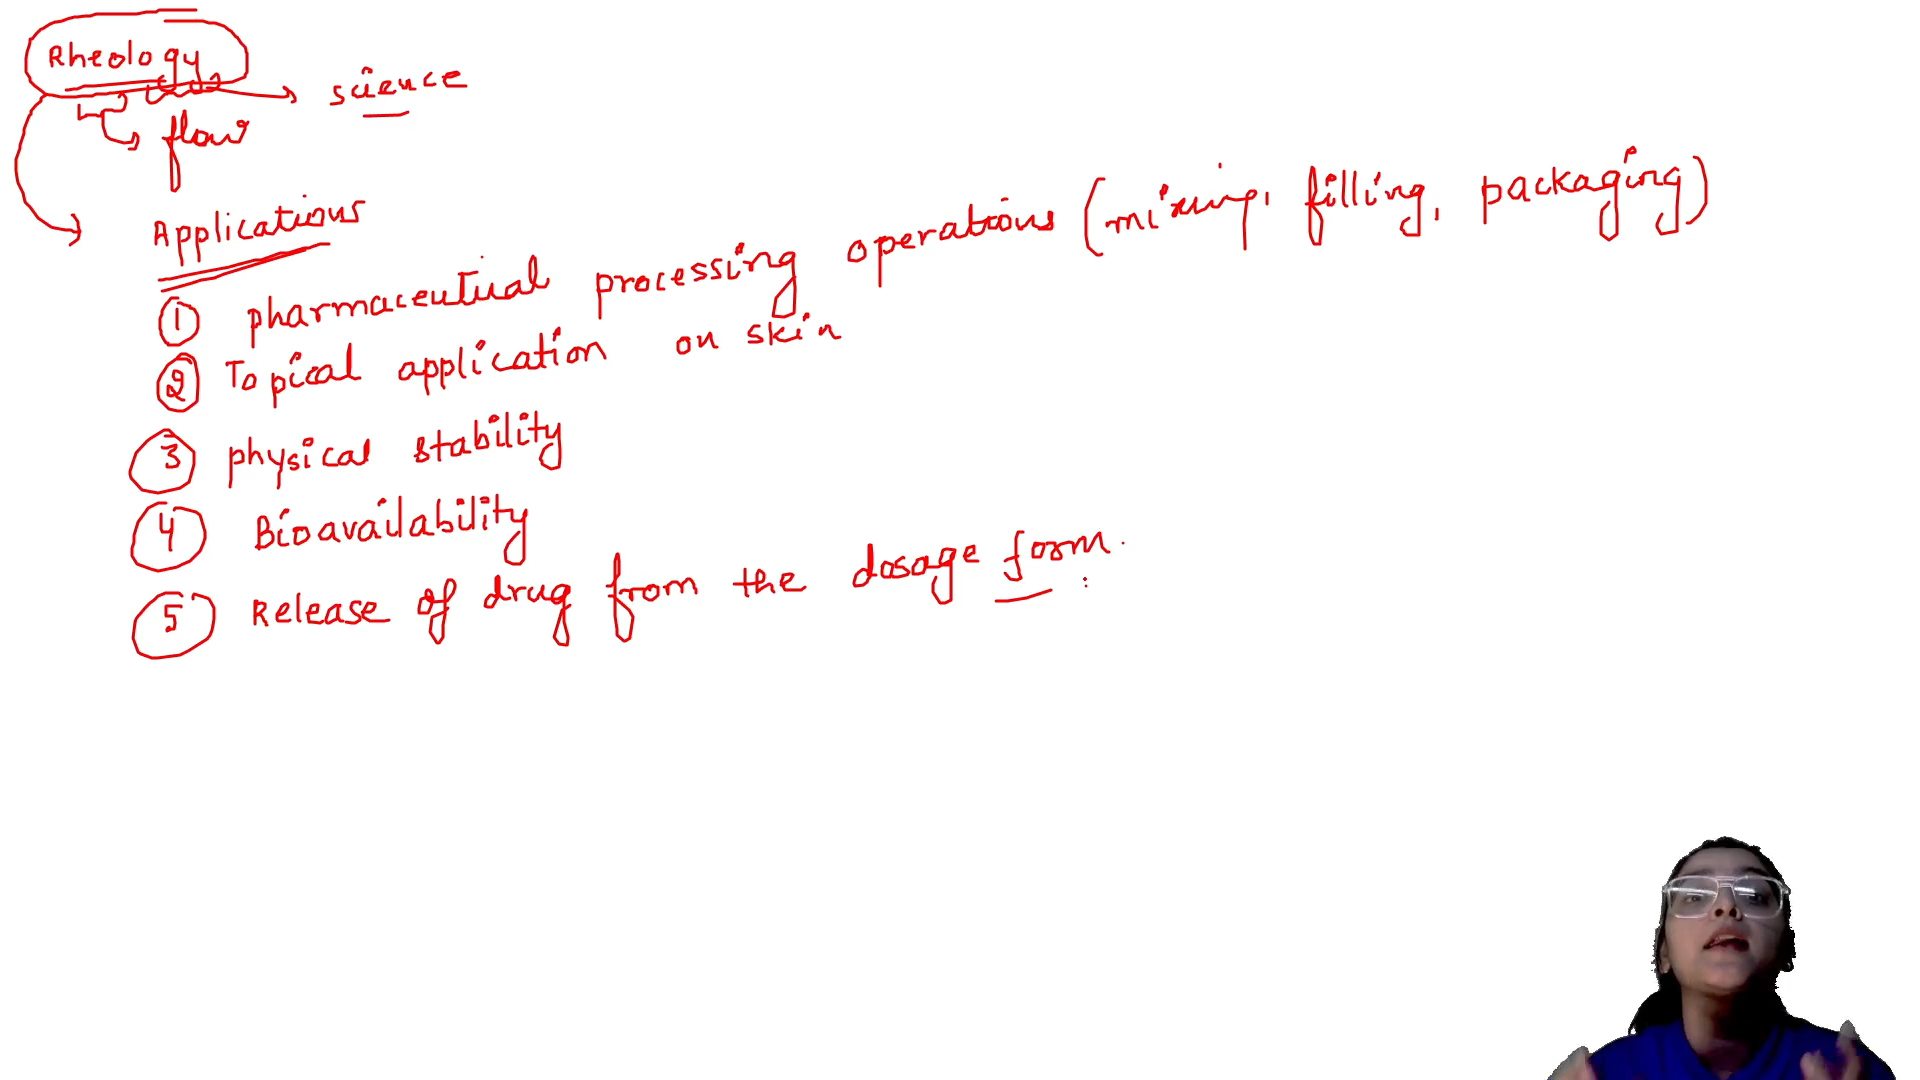 Rheology
science
flow
Applications
1 pharmaceutical processing operations (mixing, filling, packaging)
2 Topical application on skin
3 physical stability
4 Bioavailability
5 Release of drug from the dosage form.